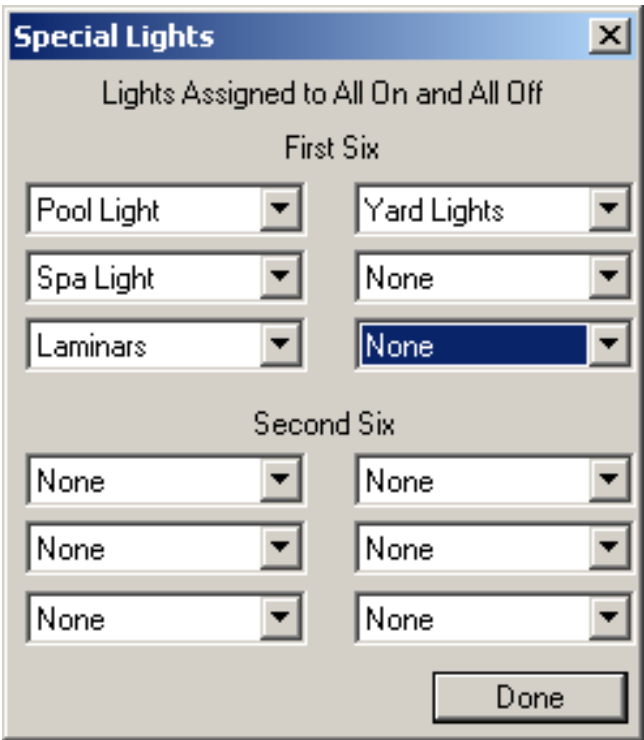 Special Lights
Lights Assigned to All On and All Off
First Six
Pool Light
Yard Lights
Spa Light
None
Laminars
None
Second Six
None
None
None
None
None
None
Done